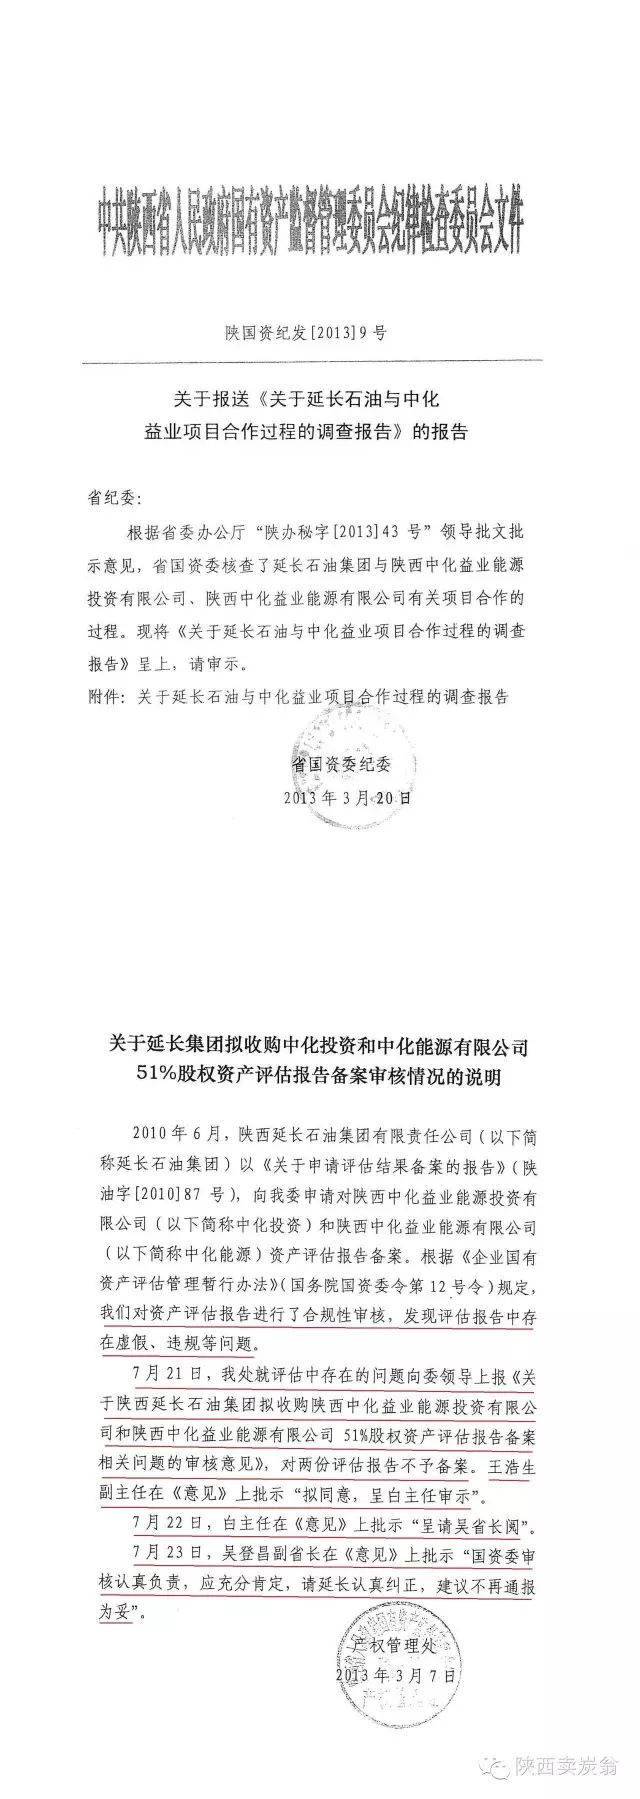 中共陕西省人民政府国有资产监督管理委员会纪律检查委员会文件
陕国资纪发[2013]9 号
关于报送《关于延长石油与中化
益业项目合作过程的调查报告》的报告
省纪委：
根据省委办公厅“陕办秘字[2013]43 号”领导批文批
示意见，省国资委核查了延长石油集团与陕西中化益业能源
投资有限公司、陕西中化益业能源有限公司有关项目合作的
过程。现将《关于延长石油与中化益业项目合作过程的调查
报告》呈上，请审示。
附件：关于延长石油与中化益业项目合作过程的调查报告
省国资委纪委
2013 年 3 月 20 日
关于延长集团拟收购中化投资和中化能源有限公司
51%股权资产评估报告备案审核情况的说明
2010 年 6 月，陕西延长石油集团有限责任公司（以下简
称延长石油集团）以《关于申请评估结果备案的报告》（陕
油字[2010]87 号），向我委申请对陕西中化益业能源投资有
限公司（以下简称中化投资）和陕西中化益业能源有限公司
（以下简称中化能源）资产评估报告备案。根据《企业国有
资产评估管理暂行办法》（国务院国资委令第 12 号令）规定，
我们对资产评估报告进行了合规性审核，发现评估报告中存
在虚假、违规等问题。
7 月 21 日，我处就评估中存在的问题向委领导上报《关
于陕西延长石油集团拟收购陕西中化益业能源投资有限公
司和陕西中化益业能源有限公司 51%股权资产评估报告备案
相关问题的审核意见》，对两份评估报告不予备案。王浩生
副主任在《意见》上批示“拟同意，呈白主任审示”。
7 月 22 日，白主任在《意见》上批示“呈请吴省长阅”。
7 月 23 日，吴登昌副省长在《意见》上批示“国资委审
核认真负责，应充分肯定，请延长认真纠正，建议不再通报
为妥”。
产权管理处
2013 年 3 月 7 日
陕西卖炭翁